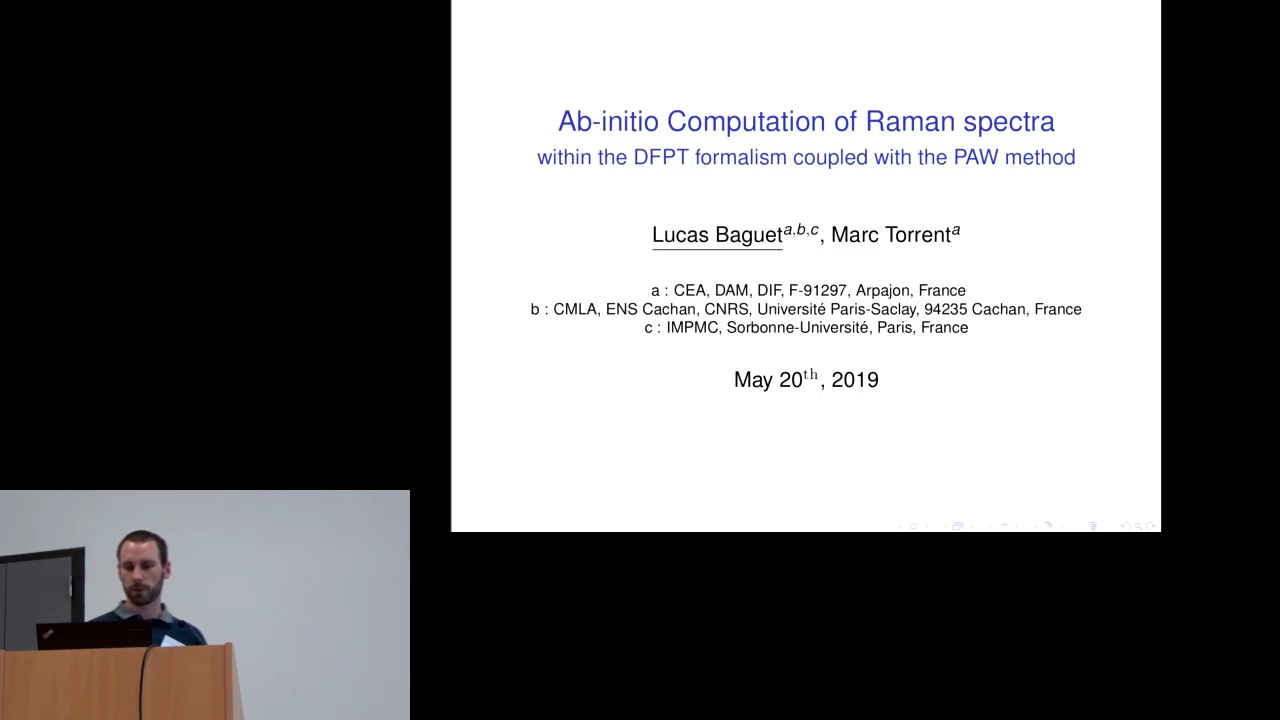 Ab-initio Computation of Raman spectra
within the DFPT formalism coupled with the PAW method
Lucas Baguet^a,b,c, Marc Torrent^a
a : CEA, DAM, DIF, F-91297, Arpajon, France
b : CMLA, ENS Cachan, CNRS, Université Paris-Saclay, 94235 Cachan, France
c : IMPMC, Sorbonne-Université, Paris, France
May 20th, 2019